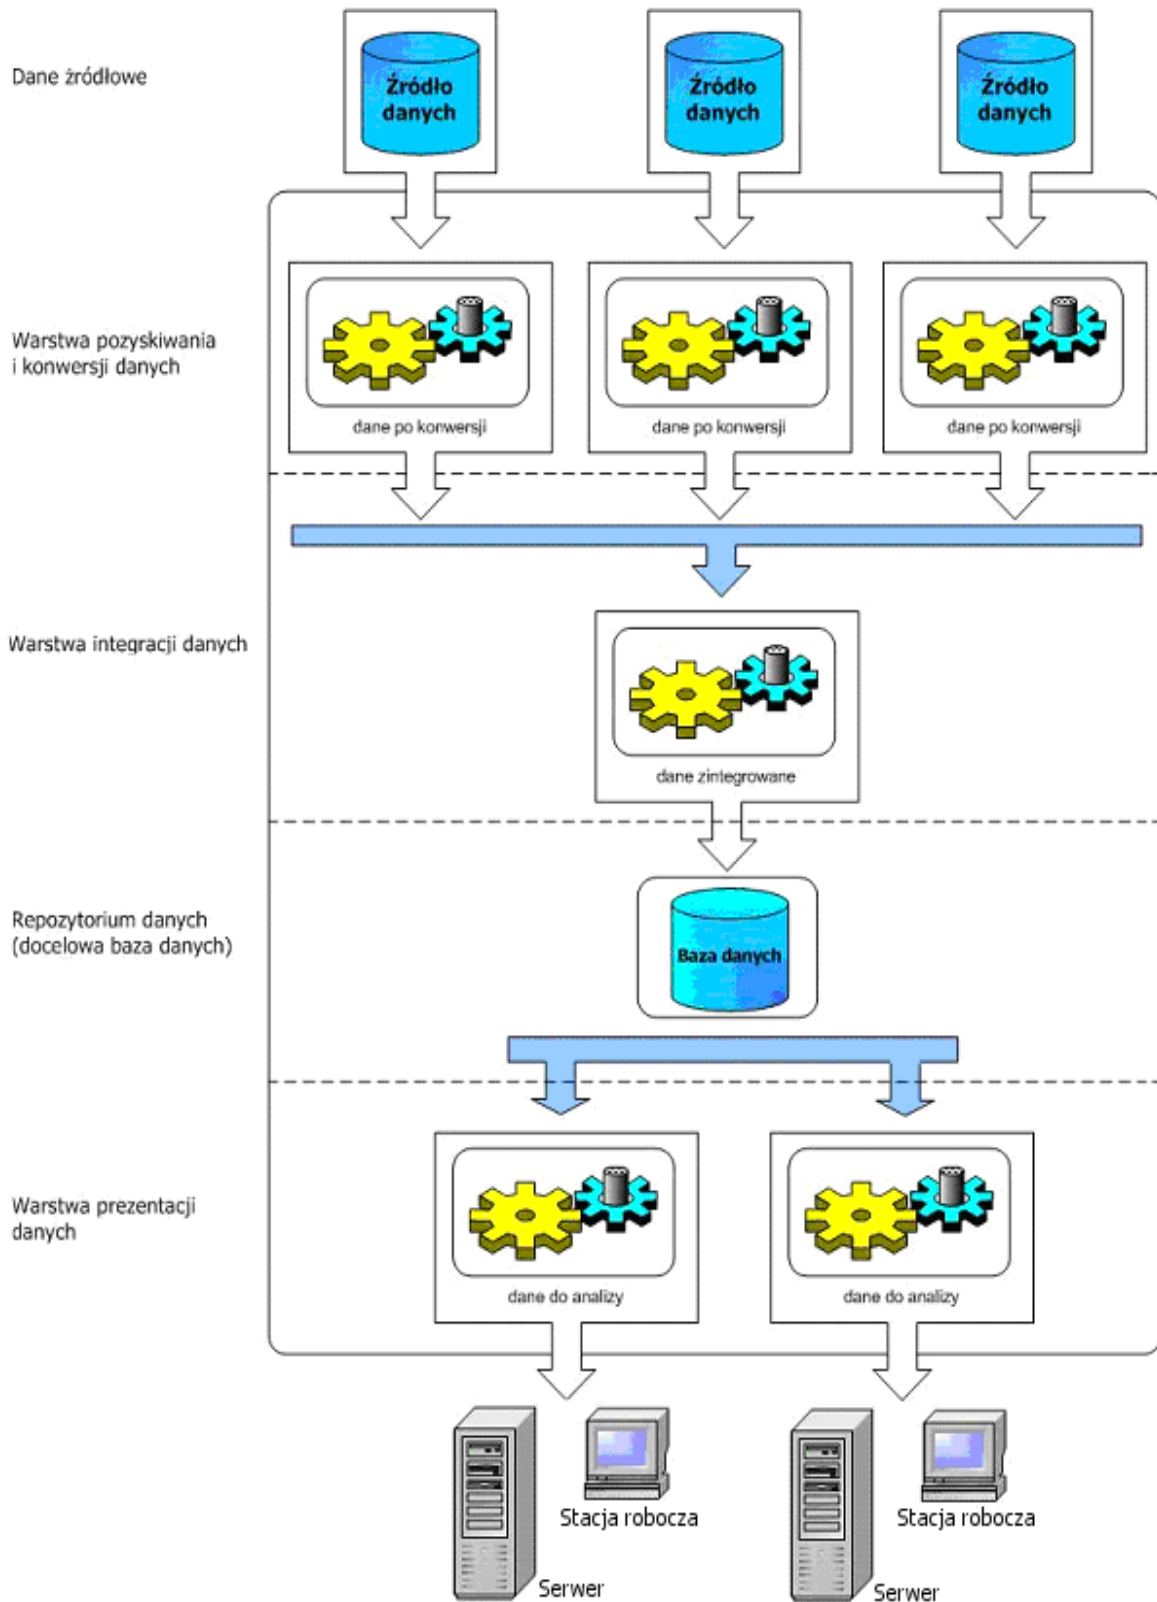 Dane źródłowe
Źródło
danych
Źródło
danych
Źródło
danych
Warstwa pozyskiwania
i konwersji danych
dane po konwersji
dane po konwersji
dane po konwersji
Warstwa integracji danych
dane zintegrowane
Repozytorium danych
(docelowa baza danych)
Baza danych
Warstwa prezentacji
danych
dane do analizy
dane do analizy
Stacja robocza
Serwer
Stacja robocza
Serwer